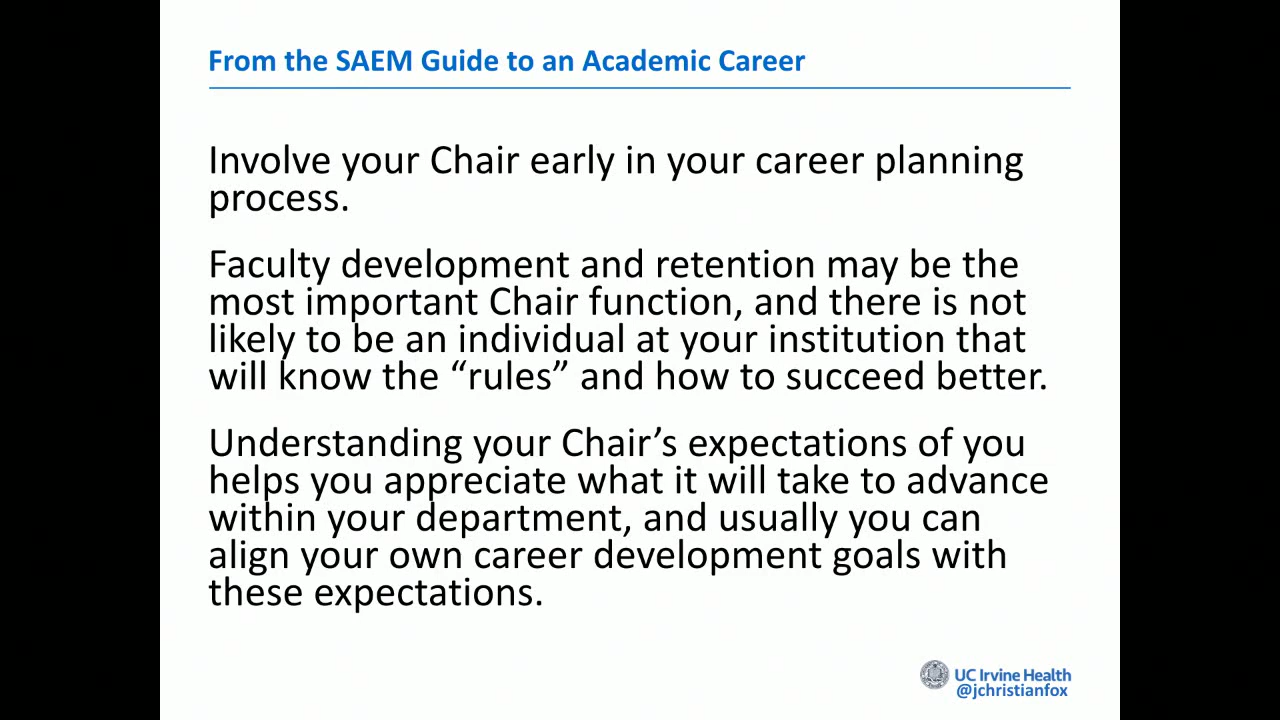 From the SAEM Guide to an Academic Career
Involve your Chair early in your career planning
process.
Faculty development and retention may be the
most important Chair function, and there is not
likely to be an individual at your institution that
will know the “rules” and how to succeed better.
Understanding your Chair’s expectations of you
helps you appreciate what it will take to advance
within your department, and usually you can
align your own career development goals with
these expectations.
UC Irvine Health
@jchristianfox